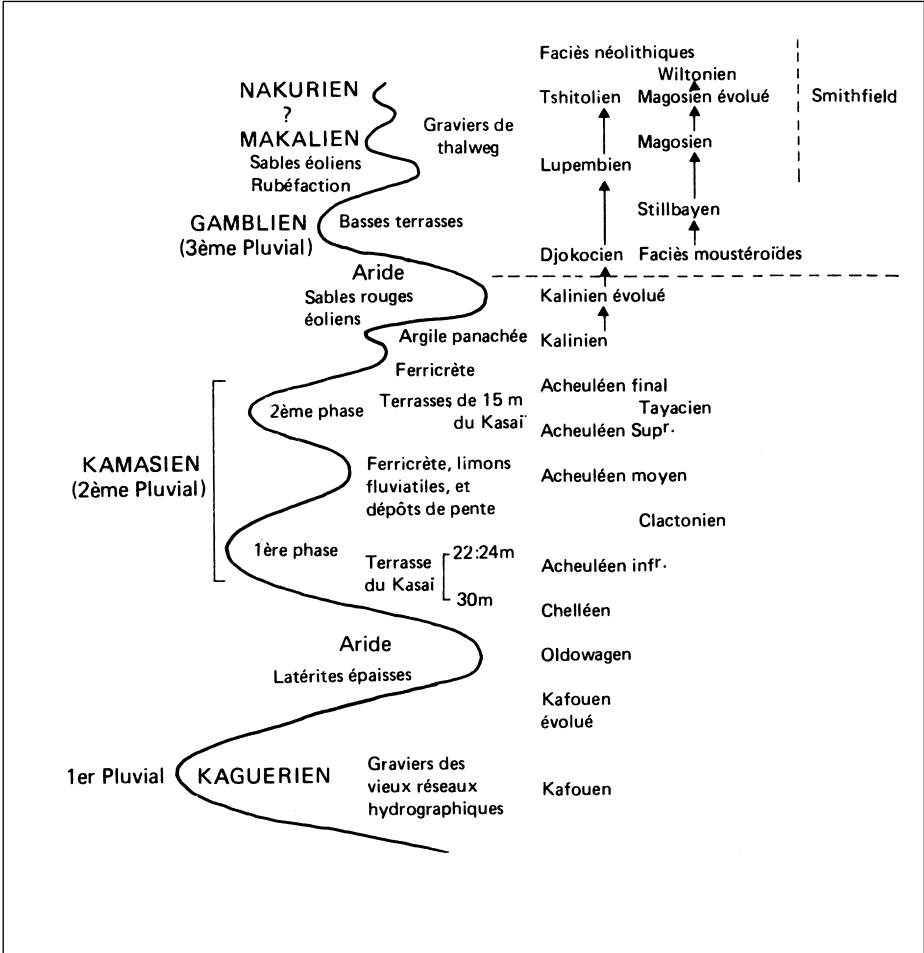 Faciès néolithiques
Wiltonien
NAKURIEN
Tshitolien
Magosien évolué
Smithfield
?
Graviers de
thalweg
MAKALIEN
Magosien
Sables éoliens
Rubéfaction
Lupembien
Stillbayen
GAMBLIEN
(3ème Pluvial)
Basses terrasses
Djokocien
Faciès moustéroïdes
Aride
Sables rouges
éoliens
Kalinien évolué
Argile panachée
Kalinien
Ferricrète
Acheuléen final
2ème phase
Terrasses de 15 m
du Kasaï
Tayacien
Acheuléen Supr.
KAMASIEN
(2ème Pluvial)
Ferricrète, limons
fluviatiles, et
dépôts de pente
Acheuléen moyen
Clactonien
1ère phase
Terrasse
du Kasai
22:24m
30m
Acheuléen infr.
Chelléen
Aride
Oldowagen
Latérites épaisses
Kafouen
évolué
1er Pluvial
KAGUERIEN
Graviers des
vieux réseaux
hydrographiques
Kafouen